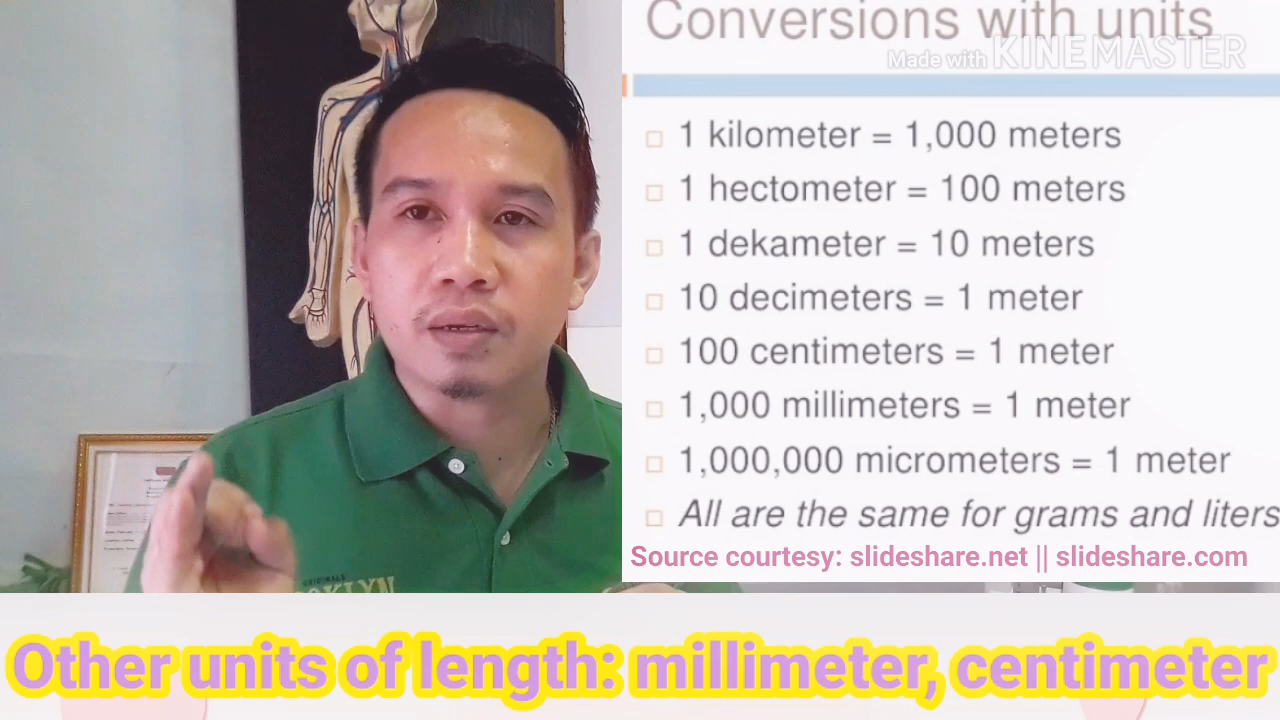 Conversions with units
Made with KINEMASTER
1 kilometer = 1,000 meters
1 hectometer = 100 meters
1 dekameter = 10 meters
10 decimeters = 1 meter
100 centimeters = 1 meter
1,000 millimeters = 1 meter
1,000,000 micrometers = 1 meter
All are the same for grams and liters
Source courtesy: slideshare.net || slideshare.com
ORIGINALS
Other units of length: millimeter, centimeter